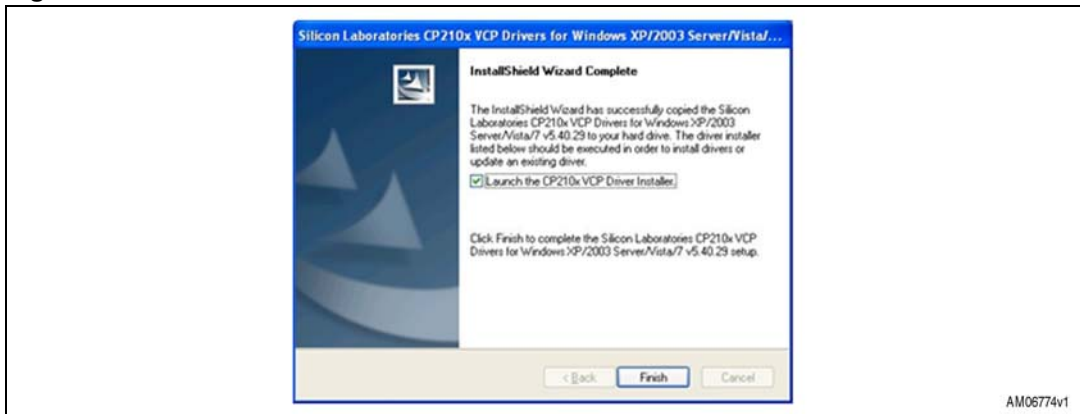 Silicon Laboratories CP210x VCP Drivers for Windows XP/2003 Server/Vista/...
InstallShield Wizard Complete
The InstallShield Wizard has successfully copied the Silicon
Laboratories CP210x VCP Drivers for Windows XP/2003
Server/Vista/7 v5.40.29 to your hard drive. The driver installer
listed below should be executed in order to install drivers or
update an existing driver.
Launch the CP210x VCP Driver Installer.
Click Finish to complete the Silicon Laboratories CP210x VCP
Drivers for Windows XP/2003 Server/Vista/7 v5.40.29 setup.
< Back Finish Cancel
AM06774v1